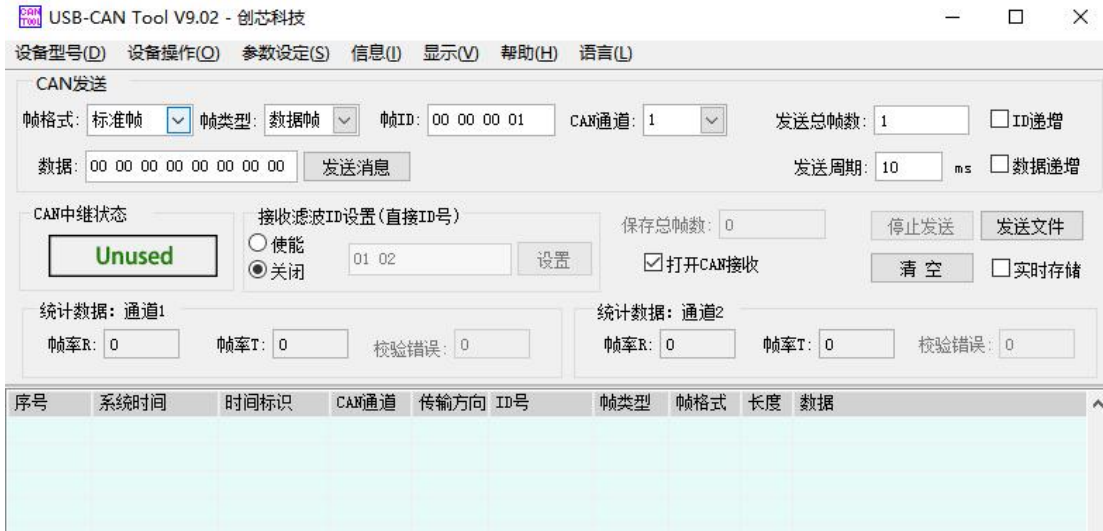 CAN TOOL USB-CAN Tool V9.02 - 创芯科技
设备型号(D) 设备操作(O) 参数设定(S) 信息(I) 显示(V) 帮助(H) 语言(L)
CAN发送
帧格式: 标准帧 帧类型: 数据帧 帧ID: 00 00 00 01 CAN通道: 1 发送总帧数: 1 ID递增
数据: 00 00 00 00 00 00 00 00 发送消息 发送周期: 10 ms 数据递增
CAN中继状态 接收滤波ID设置(直接ID号) 保存总帧数: 0 停止发送 发送文件
Unused 使能 01 02 设置 打开CAN接收 清 空 实时存储
关闭
统计数据: 通道1 统计数据: 通道2
帧率R: 0 帧率T: 0 校验错误: 0 帧率R: 0 帧率T: 0 校验错误: 0
序号 系统时间 时间标识 CAN通道 传输方向 ID号 帧类型 帧格式 长度 数据